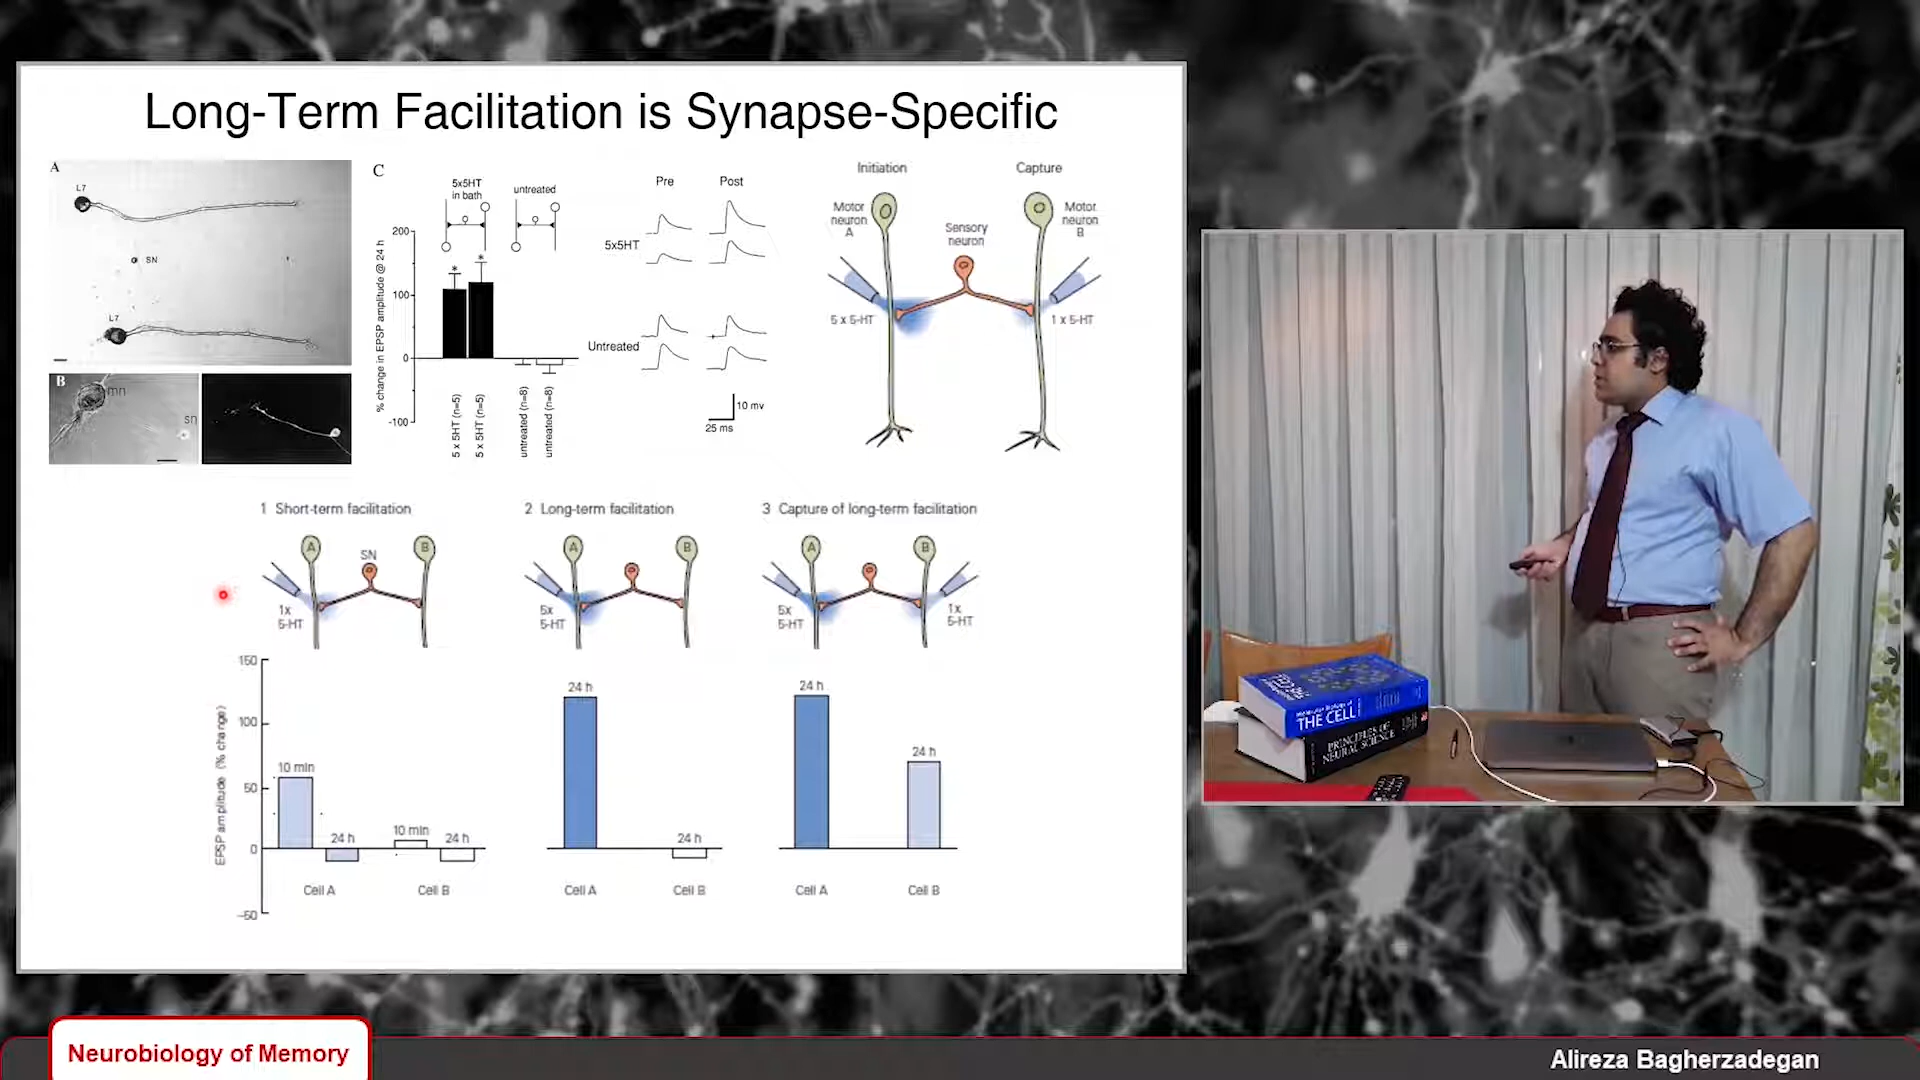 Long-Term Facilitation is Synapse-Specific
A
L7
SN
L7
B
mn
sn
C
5x5HT
in bath
untreated
% change in EPSP amplitude @ 24 h
200
100
0
-100
*
*
5 x 5HT (n=5)
5 x 5HT (n=5)
untreated (n=8)
untreated (n=8)
Pre
Post
5x5HT
Untreated
10 mv
25 ms
Initiation
Capture
Motor
neuron
A
Sensory
neuron
Motor
neuron
B
5 x 5-HT
1 x 5-HT
1 Short-term facilitation
A
SN
B
1x
5-HT
2 Long-term facilitation
A
B
5x
5-HT
3 Capture of long-term facilitation
A
B
5x
5-HT
1x
5-HT
EPSP amplitude (% change)
150
100
50
0
-50
10 min
24 h
10 min
24 h
Cell A
Cell B
24 h
24 h
Cell A
Cell B
24 h
24 h
Cell A
Cell B
THE CELL
Molecular Biology of
THE CELL
PRINCIPLES OF
NEURAL SCIENCE
Neurobiology of Memory
Alireza Bagherzadegan